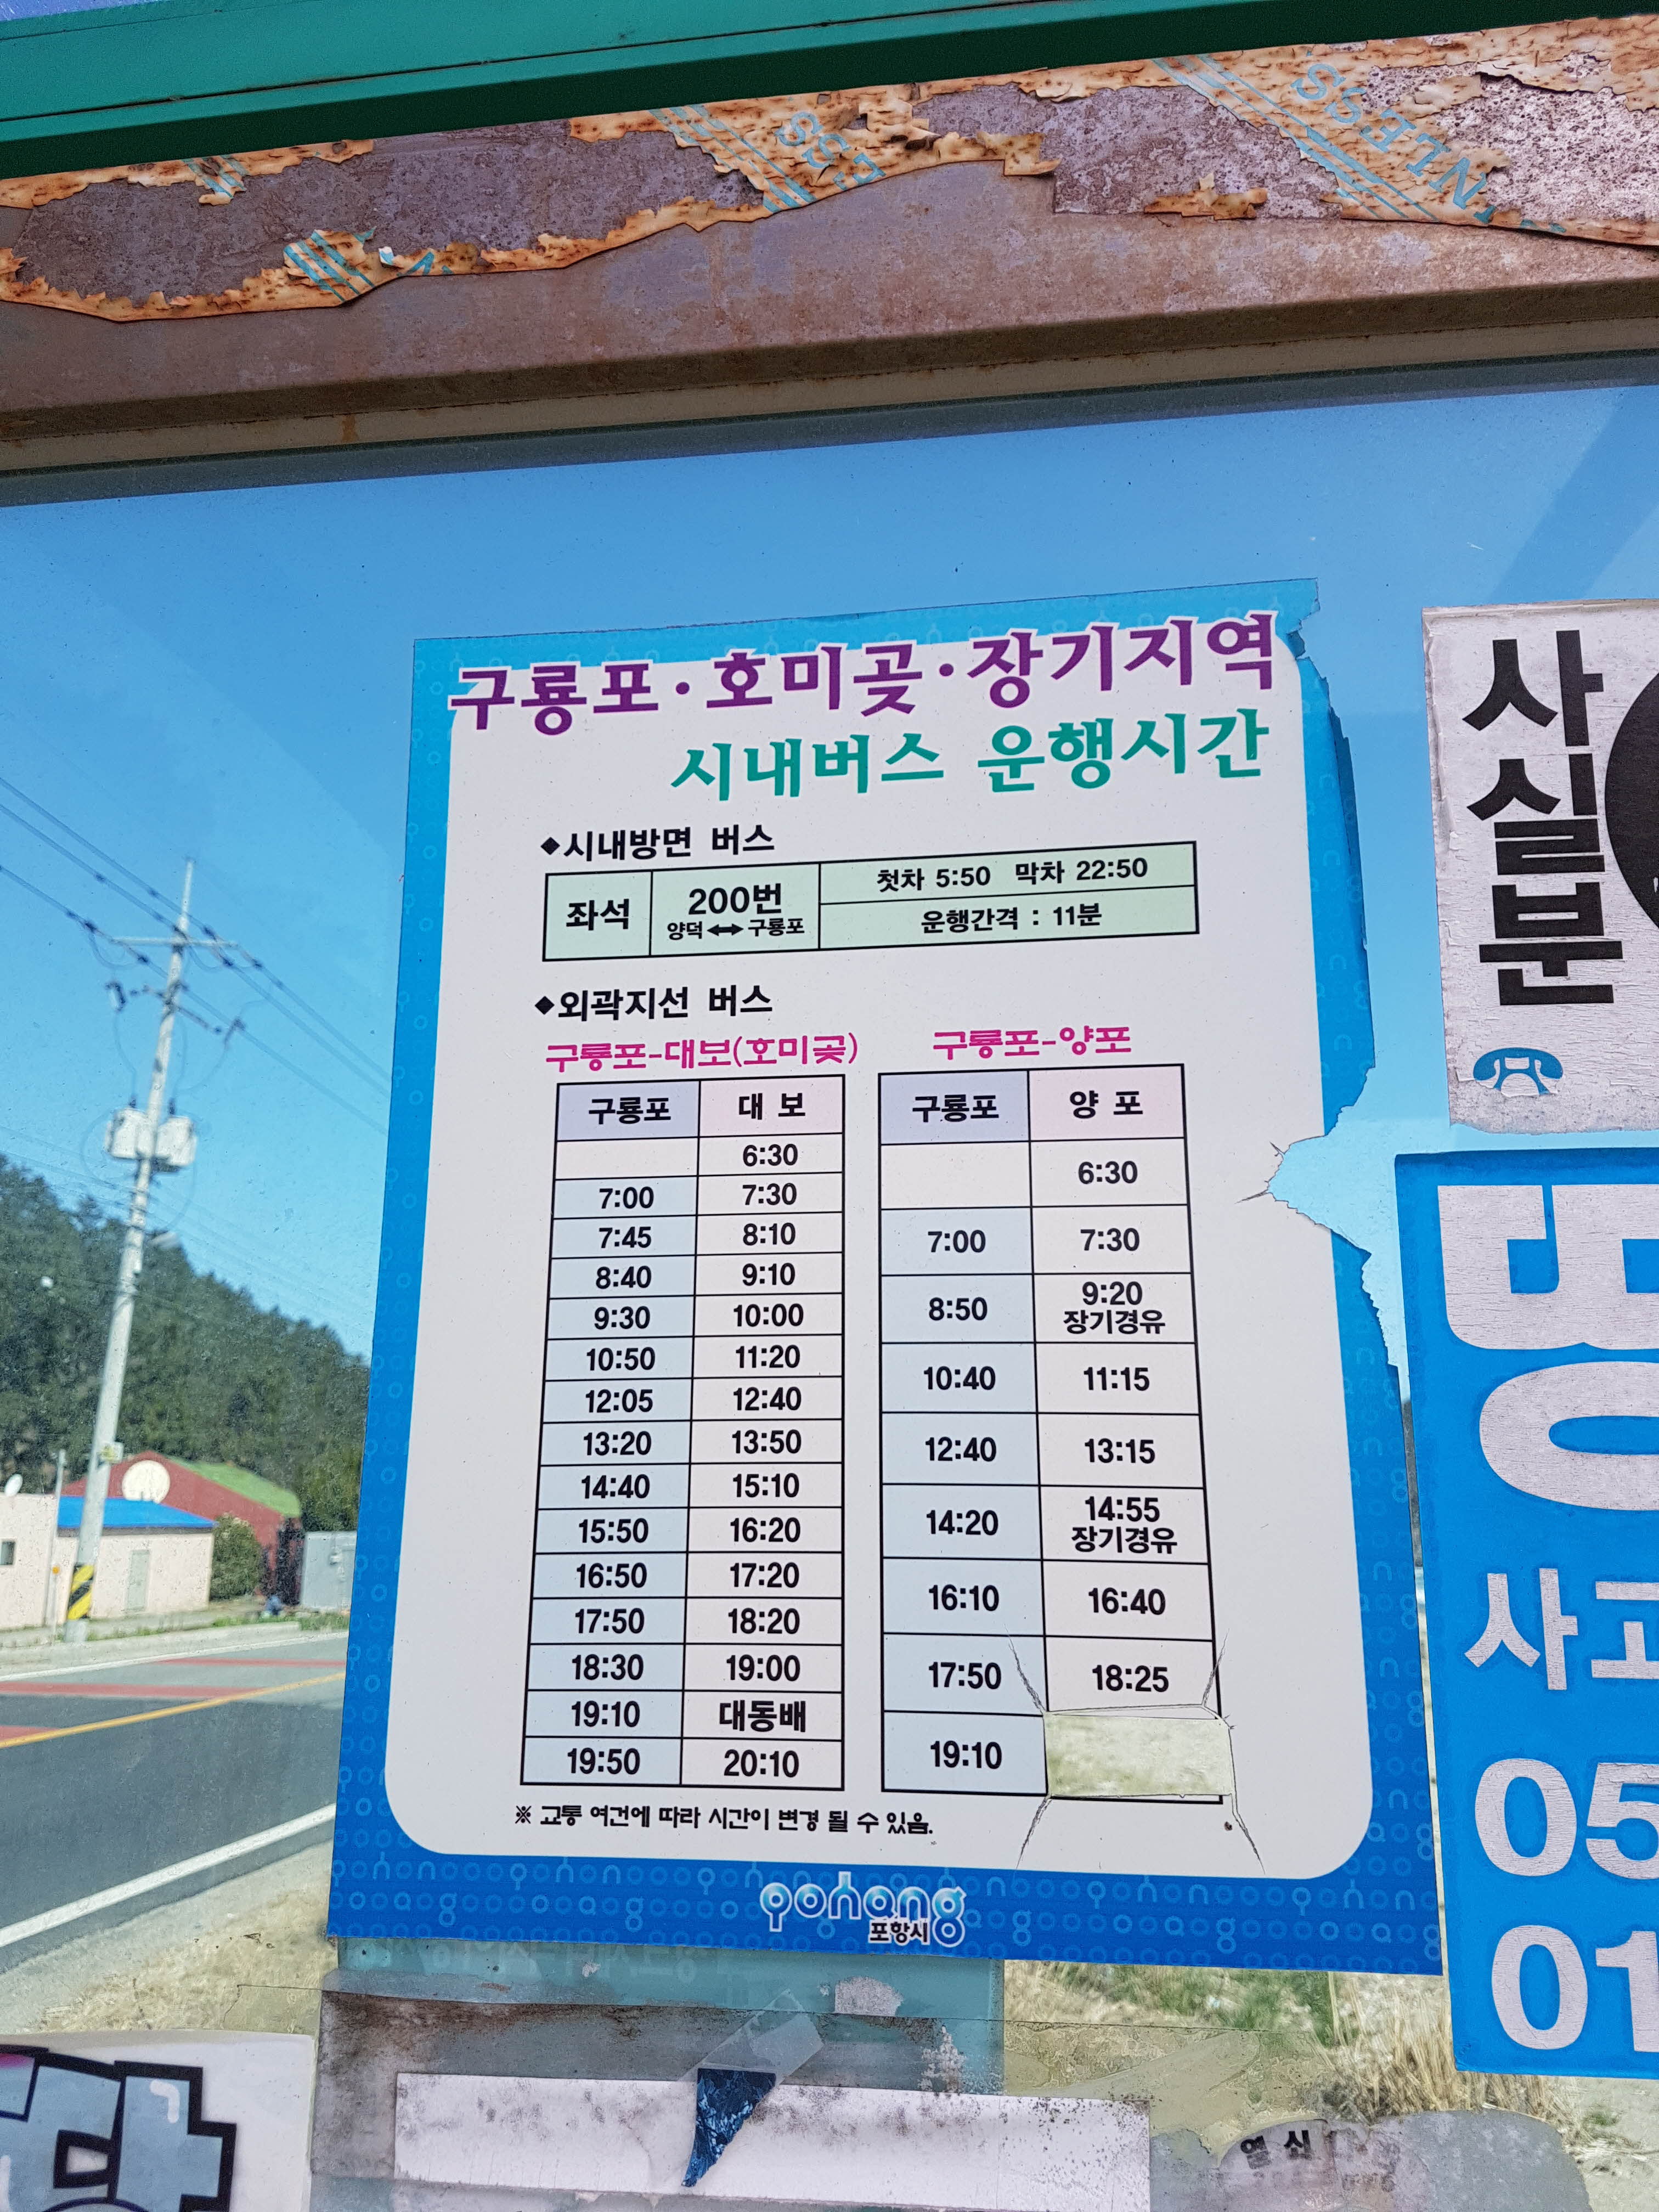 NLESS
구룡포·호미곶·장기지역
시내버스 운행시간
◆시내방면 버스
좌석 200번 양덕↔구룡포 첫차 5:50 막차 22:50
운행간격 : 11분
◆외곽지선 버스
구룡포-대보(호미곶)
구룡포 대 보
6:30
7:00 7:30
7:45 8:10
8:40 9:10
9:30 10:00
10:50 11:20
12:05 12:40
13:20 13:50
14:40 15:10
15:50 16:20
16:50 17:20
17:50 18:20
18:30 19:00
19:10 대동배
19:50 20:10
구룡포-양포
구룡포 양 포
6:30
7:00 7:30
8:50 9:20 장기경유
10:40 11:15
12:40 13:15
14:20 14:55 장기경유
16:10 16:40
17:50 18:25
19:10
※ 교통 여건에 따라 시간이 변경 될 수 있음.
pohang
포항시
사실분
땅
사고
05
01
열 신